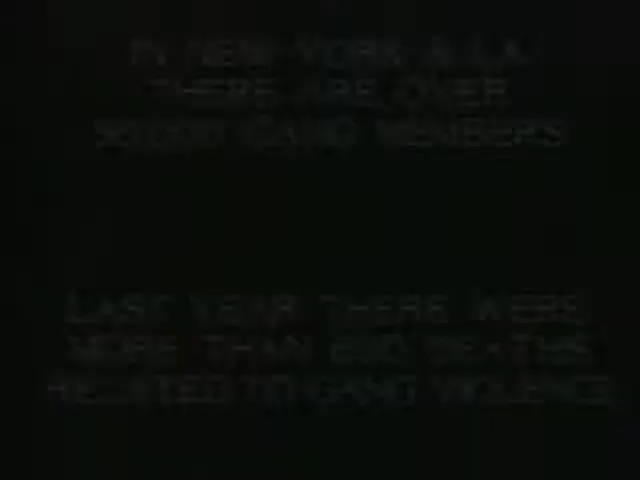 IN NEW YORK & L.A.
THERE ARE OVER
GANG MEMBERS
LAST YEAR THERE WERE
MORE THAN DEATHS
RELATED TO GANG VIOLENCE